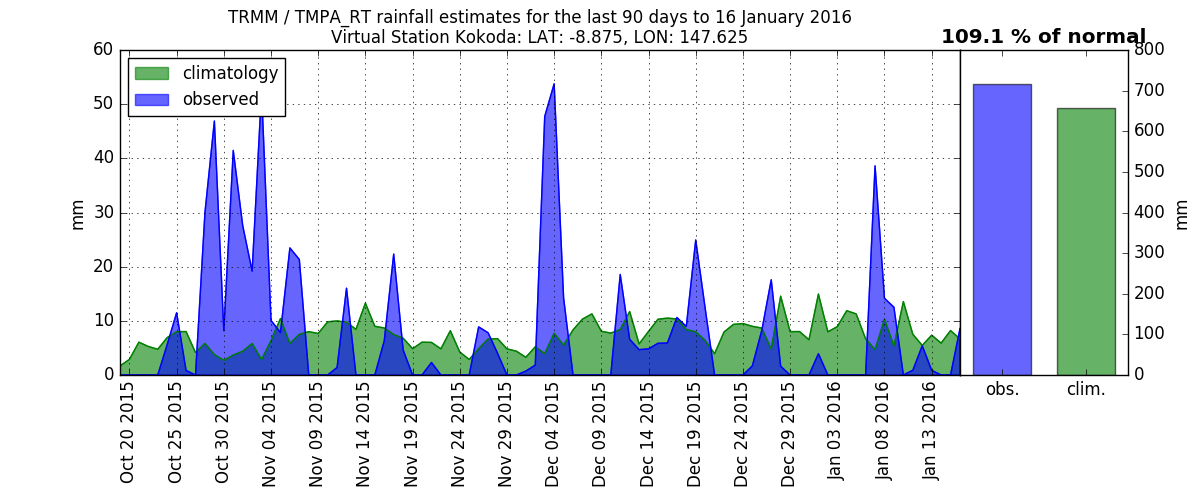 TRMM / TMPA_RT rainfall estimates for the last 90 days to 16 January 2016
Virtual Station Kokoda: LAT: -8.875, LON: 147.625
109.1 % of normal
climatology
observed
60
50
40
30
20
10
0
mm
800
700
600
500
400
300
200
100
0
mm
Oct 20 2015
Oct 25 2015
Oct 30 2015
Nov 04 2015
Nov 09 2015
Nov 14 2015
Nov 19 2015
Nov 24 2015
Nov 29 2015
Dec 04 2015
Dec 09 2015
Dec 14 2015
Dec 19 2015
Dec 24 2015
Dec 29 2015
Jan 03 2016
Jan 08 2016
Jan 13 2016
obs.
clim.